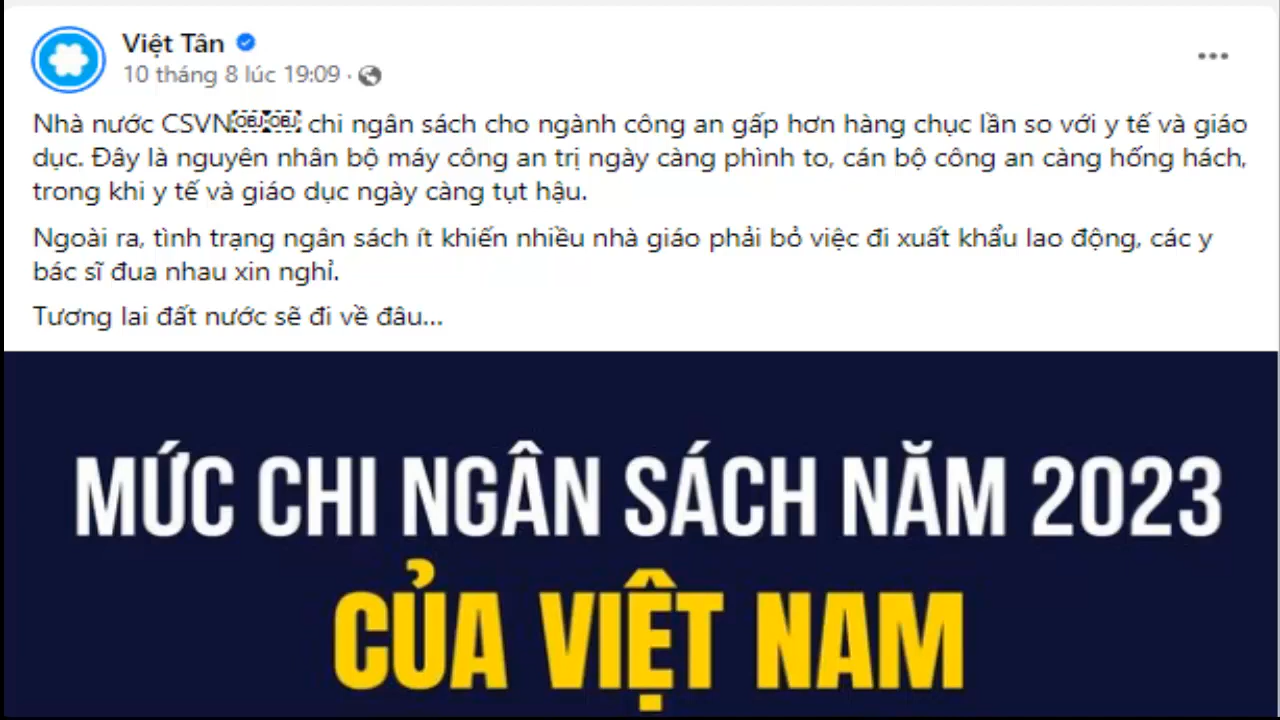 Việt Tân
10 tháng 8 lúc 19:09 ·
Nhà nước CSVN￼￼ chi ngân sách cho ngành công an gấp hơn hàng chục lần so với y tế và giáo
dục. Đây là nguyên nhân bộ máy công an trị ngày càng phình to, cán bộ công an càng hống hách,
trong khi y tế và giáo dục ngày càng tụt hậu.
Ngoài ra, tình trạng ngân sách ít khiến nhiều nhà giáo phải bỏ việc đi xuất khẩu lao động, các y
bác sĩ đua nhau xin nghỉ.
Tương lai đất nước sẽ đi về đâu...
MỨC CHI NGÂN SÁCH NĂM 2023
CỦA VIỆT NAM